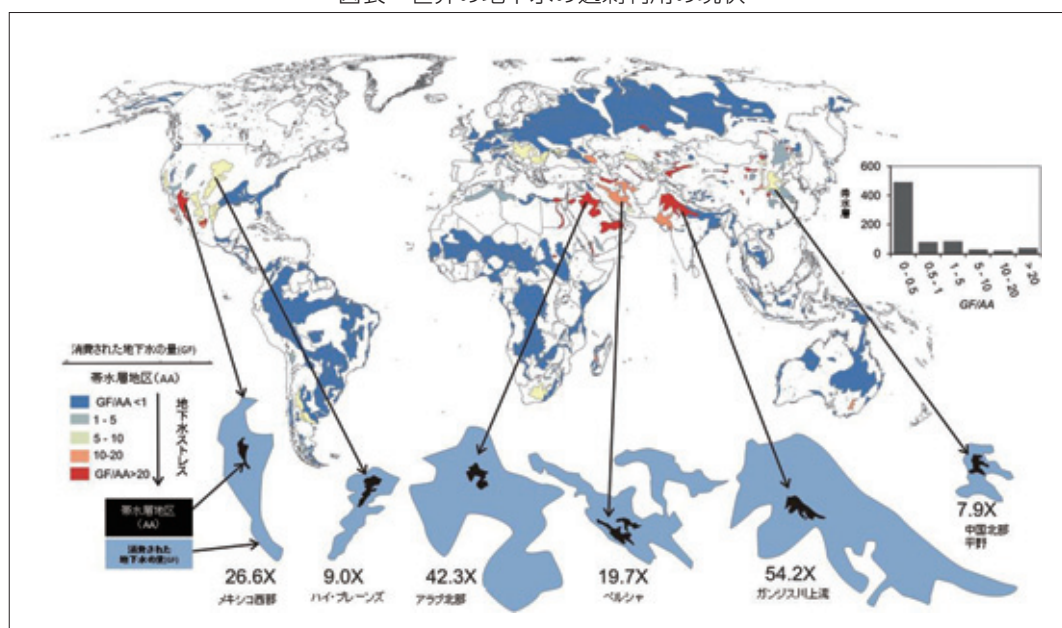 600
400
200
0
帯水層
0 - 0.5
0.5 - 1
1 - 5
5 - 10
10 - 20
> 20
GF/AA
消費された地下水の量(GF)
帯水層地区(AA)
GF/AA <1
1 - 5
5 - 10
10-20
GF/AA>20
地下水ストレス
帯水層地区
(AA)
消費された
地下水の量(GF)
26.6X
メキシコ西部
9.0X
ハイ・プレーンズ
42.3X
アラブ北部
19.7X
ペルシャ
54.2X
ガンジス川上流
7.9X
中国北部
平野